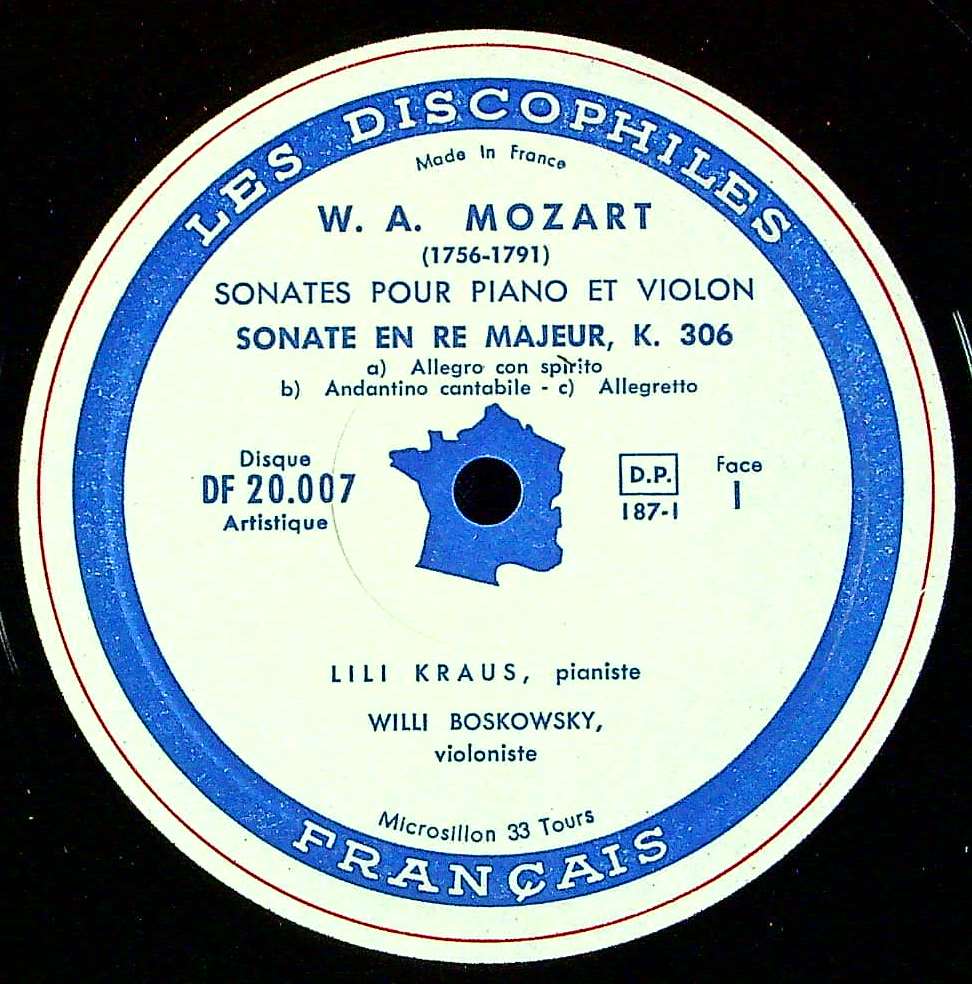 LES DISCOPHILES
Made In France
W. A. MOZART
(1756-1791)
SONATES POUR PIANO ET VIOLON
SONATE EN RE MAJEUR, K. 306
a) Allegro con spirito
b) Andantino cantabile - c) Allegretto
Disque
DF 20.007
Artistique
D.P.
187-1
Face
1
LILI KRAUS, pianiste
WILLI BOSKOWSKY,
violoniste
Microsillon 33 Tours
FRANÇAIS